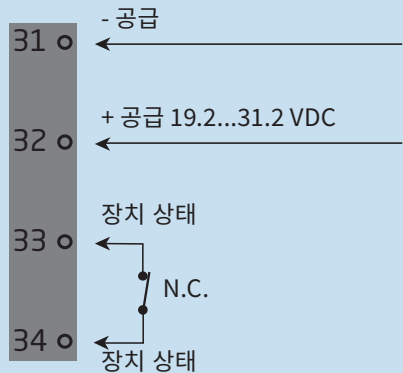 - 공급
31
+ 공급 19.2...31.2 VDC
32
장치 상태
33
N.C.
34
장치 상태